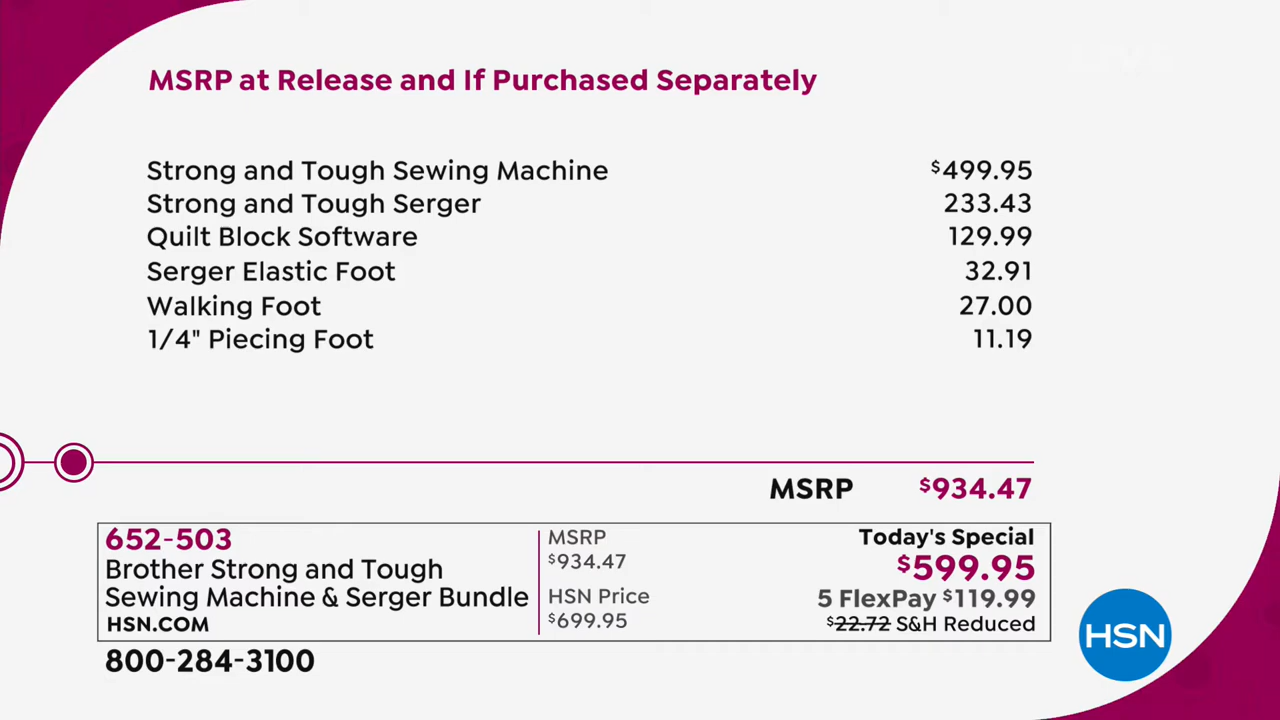 MSRP at Release and If Purchased Separately
Strong and Tough Sewing Machine $499.95
Strong and Tough Serger 233.43
Quilt Block Software 129.99
Serger Elastic Foot 32.91
Walking Foot 27.00
1/4" Piecing Foot 11.19
MSRP $934.47
652-503
Brother Strong and Tough
Sewing Machine & Serger Bundle
HSN.COM
MSRP
$934.47
HSN Price
$699.95
Today's Special
$599.95
5 FlexPay $119.99
$22.72 S&H Reduced
800-284-3100
HSN